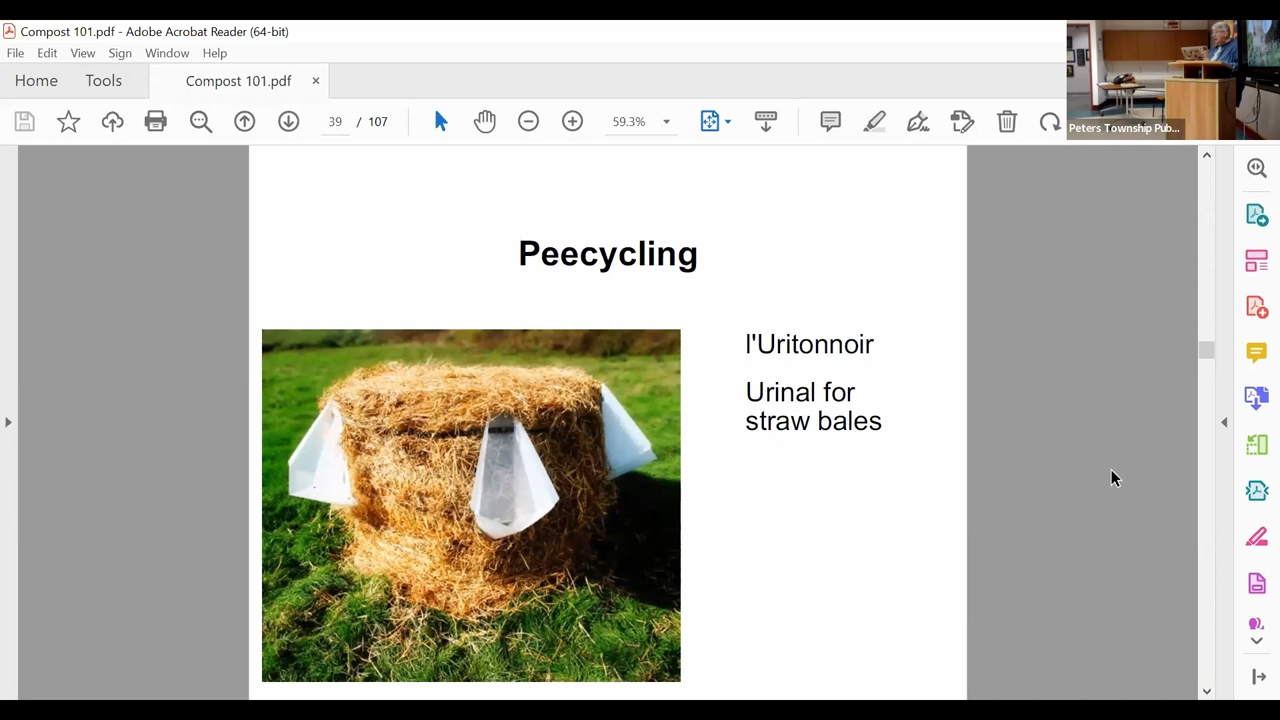 Compost 101.pdf - Adobe Acrobat Reader (64-bit)
File Edit View Sign Window Help
Home Tools Compost 101.pdf ×
39 / 107 59.3%
Peters Township Pub...
Peecycling
l'Uritonnoir
Urinal for
straw bales